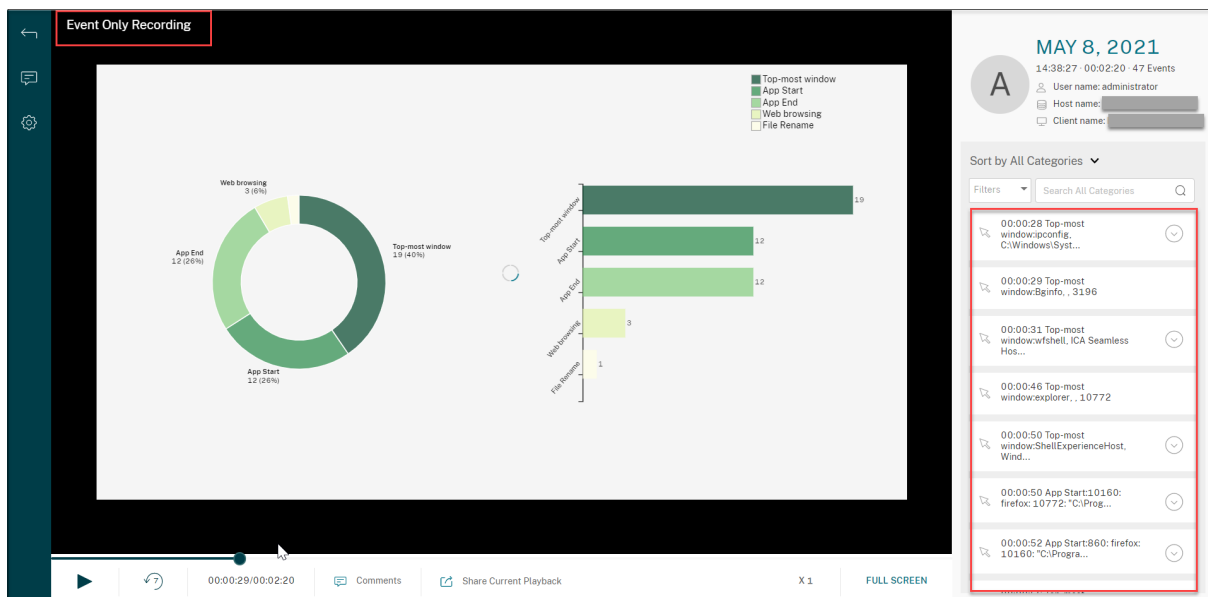 Event Only Recording
Top-most window
App Start
App End
Web browsing
File Rename
Web browsing
3 (6%)
App End
12 (26%)
Top-most window
19 (40%)
App Start
12 (26%)
Top-most window
19
App Start
12
App End
12
Web browsing
3
File Rename
1
7
00:00:29/00:02:20
Comments
Share Current Playback
X 1
FULL SCREEN
A
MAY 8, 2021
14:38:27 · 00:02:20 · 47 Events
User name: administrator
Host name:
Client name:
Sort by All Categories
Filters
Search All Categories
00:00:28 Top-most
window:ipconfig,
C:\Windows\Syst...
00:00:29 Top-most
window:Bginfo, , 3196
00:00:31 Top-most
window:wfshell, ICA Seamless
Hos...
00:00:46 Top-most
window:explorer, , 10772
00:00:50 Top-most
window:ShellExperienceHost,
Wind...
00:00:50 App Start:10160:
firefox: 10772: "C:\Prog...
00:00:52 App Start:860: firefox:
10160: "C:\Progra...